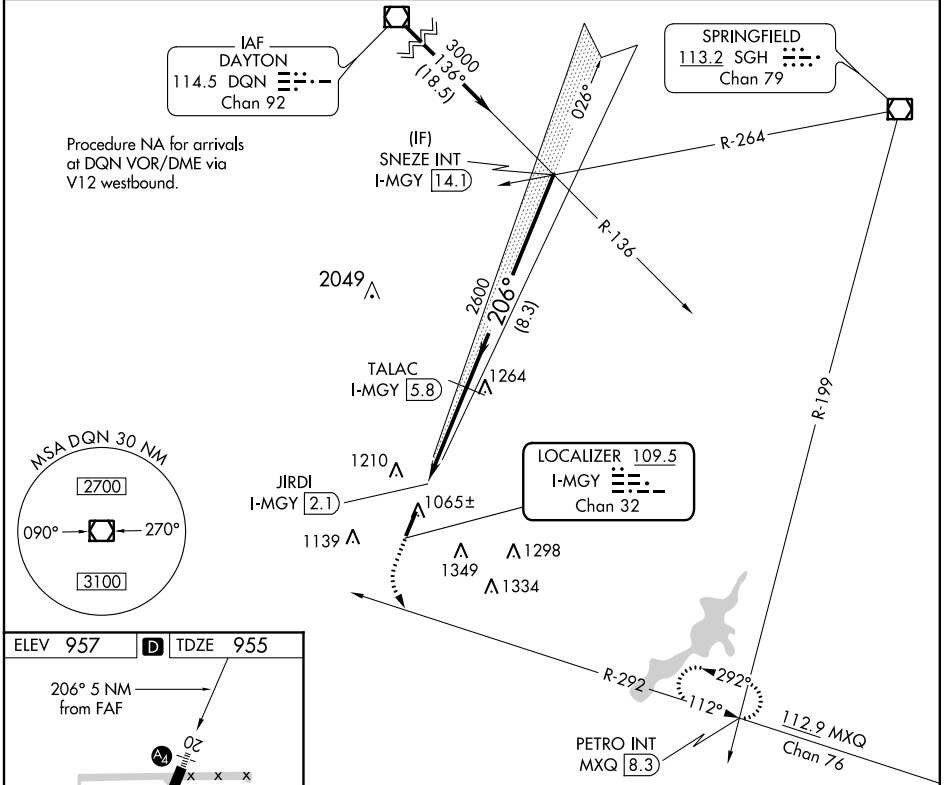 IAF
DAYTON
114.5 DQN
Chan 92
3000
136°
(18.5)
SPRINGFIELD
113.2 SGH
Chan 79
Procedure NA for arrivals
at DQN VOR/DME via
V12 westbound.
026°
(IF)
SNEZE INT
I-MGY 14.1
R-264
R-136
2049
2600
206°
(8.3)
TALAC
I-MGY 5.8
1264
R-199
MSA DQN 30 NM
2700
090°
270°
3100
1210
JIRDI
I-MGY 2.1
1065±
LOCALIZER 109.5
I-MGY
Chan 32
1139
1349
1298
1334
ELEV 957 D TDZE 955
206° 5 NM
from FAF
20
A4
X X X
R-292
292°
112°
PETRO INT
MXQ 8.3
112.9 MXQ
Chan 76